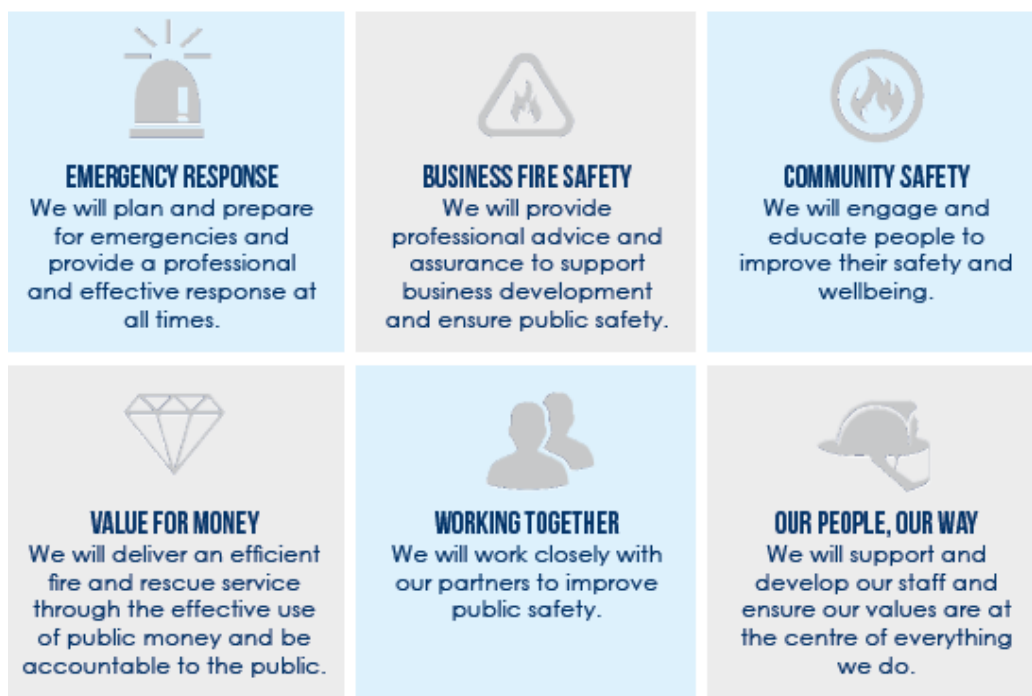 EMERGENCY RESPONSE
We will plan and prepare
for emergencies and
provide a professional
and effective response at
all times.
BUSINESS FIRE SAFETY
We will provide
professional advice and
assurance to support
business development
and ensure public safety.
COMMUNITY SAFETY
We will engage and
educate people to
improve their safety and
wellbeing.
VALUE FOR MONEY
We will deliver an efficient
fire and rescue service
through the effective use
of public money and be
accountable to the public.
WORKING TOGETHER
We will work closely with
our partners to improve
public safety.
OUR PEOPLE, OUR WAY
We will support and
develop our staff and
ensure our values are at
the centre of everything
we do.